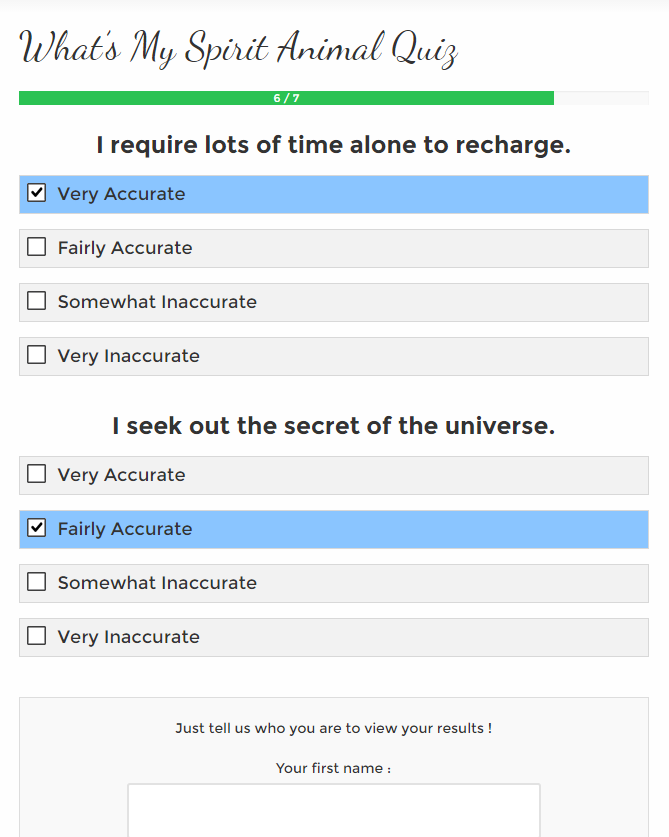 What's My Spirit Animal Quiz
6 / 7
I require lots of time alone to recharge.
Very Accurate
Fairly Accurate
Somewhat Inaccurate
Very Inaccurate
I seek out the secret of the universe.
Very Accurate
Fairly Accurate
Somewhat Inaccurate
Very Inaccurate
Just tell us who you are to view your results !
Your first name :